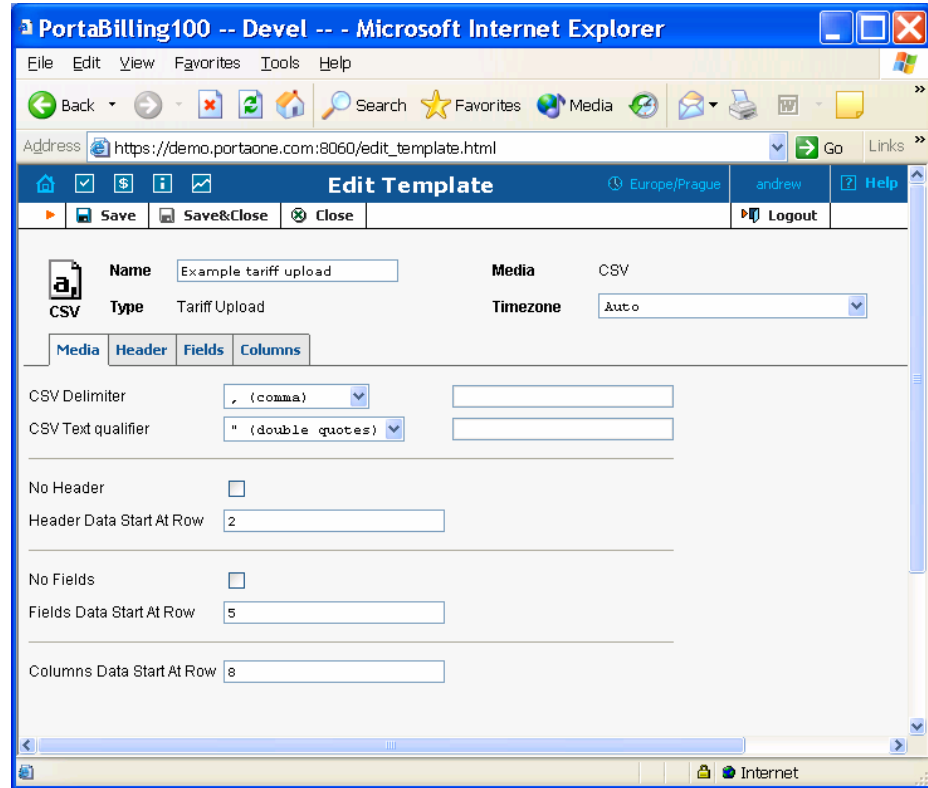 PortaBilling100 -- Devel -- - Microsoft Internet Explorer
File Edit View Favorites Tools Help
Back Search Favorites Media »
Address https://demo.portaone.com:8060/edit_template.html Go Links »
Edit Template Europe/Prague andrew ? Help
Save Save&Close Close Logout
a, CSV
Name Example tariff upload Media CSV
Type Tariff Upload Timezone Auto
Media Header Fields Columns
CSV Delimiter , (comma)
CSV Text qualifier " (double quotes)
No Header
Header Data Start At Row 2
No Fields
Fields Data Start At Row 5
Columns Data Start At Row 8
Internet